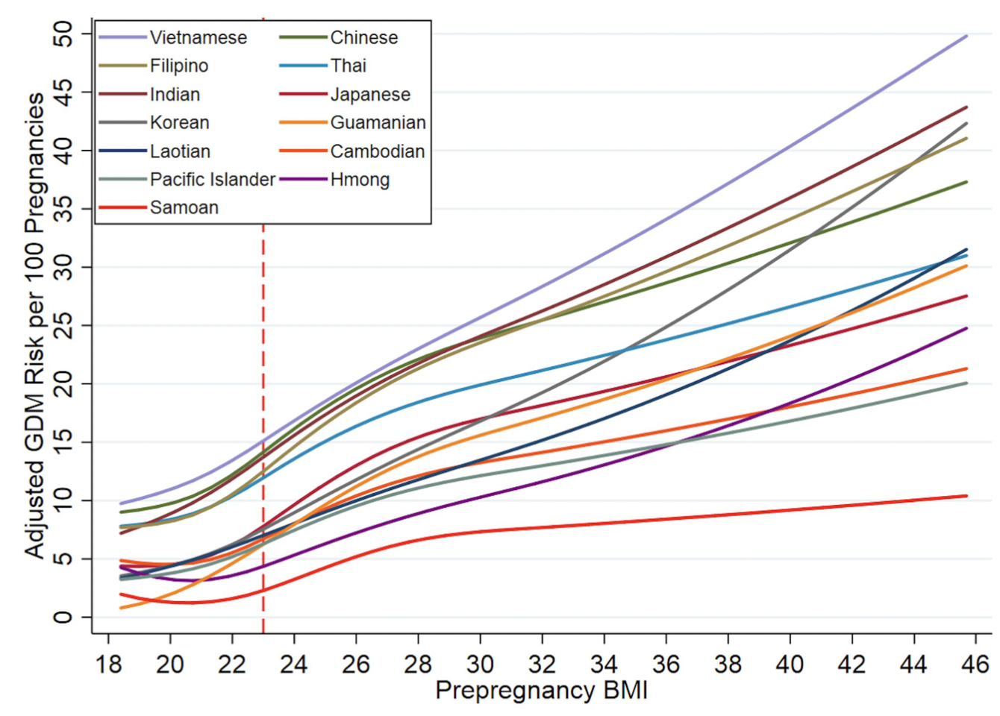 Vietnamese Chinese
Filipino Thai
Indian Japanese
Korean Guamanian
Laotian Cambodian
Pacific Islander Hmong
Samoan
Adjusted GDM Risk per 100 Pregnancies
50
45
40
35
30
25
20
15
10
5
0
18 20 22 24 26 28 30 32 34 36 38 40 42 44 46
Prepregnancy BMI